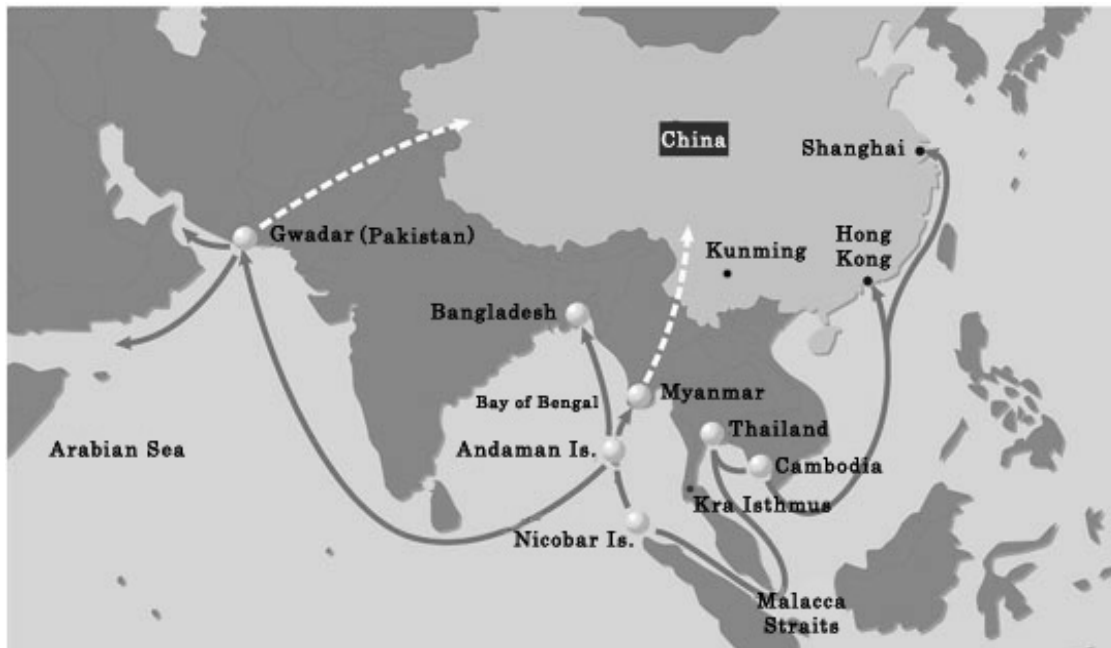 China
Shanghai
Gwadar (Pakistan)
Hong
Kong
Kunming
Bangladesh
Myanmar
Bay of Bengal
Thailand
Arabian Sea
Andaman Is.
Cambodia
Kra Isthmus
Nicobar Is.
Malacca
Straits